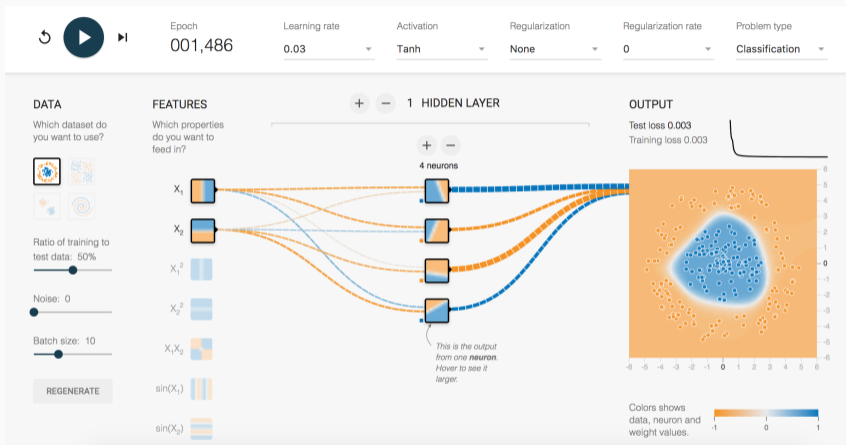 Epoch
001,486
Learning rate
0.03
Activation
Tanh
Regularization
None
Regularization rate
0
Problem type
Classification
DATA
Which dataset do
you want to use?
Ratio of training to
test data: 50%
Noise: 0
Batch size: 10
REGENERATE
FEATURES
Which properties
do you want to
feed in?
X₁
X₂
X₁²
X₂²
X₁X₂
sin(X₁)
sin(X₂)
+ − 1 HIDDEN LAYER
+ −
4 neurons
This is the output
from one neuron.
Hover to see it
larger.
OUTPUT
Test loss 0.003
Training loss 0.003
6
5
4
3
2
1
0
-1
-2
-3
-4
-5
-6
-6 -5 -4 -3 -2 -1 0 1 2 3 4 5 6
Colors shows
data, neuron and
weight values.
-1 0 1